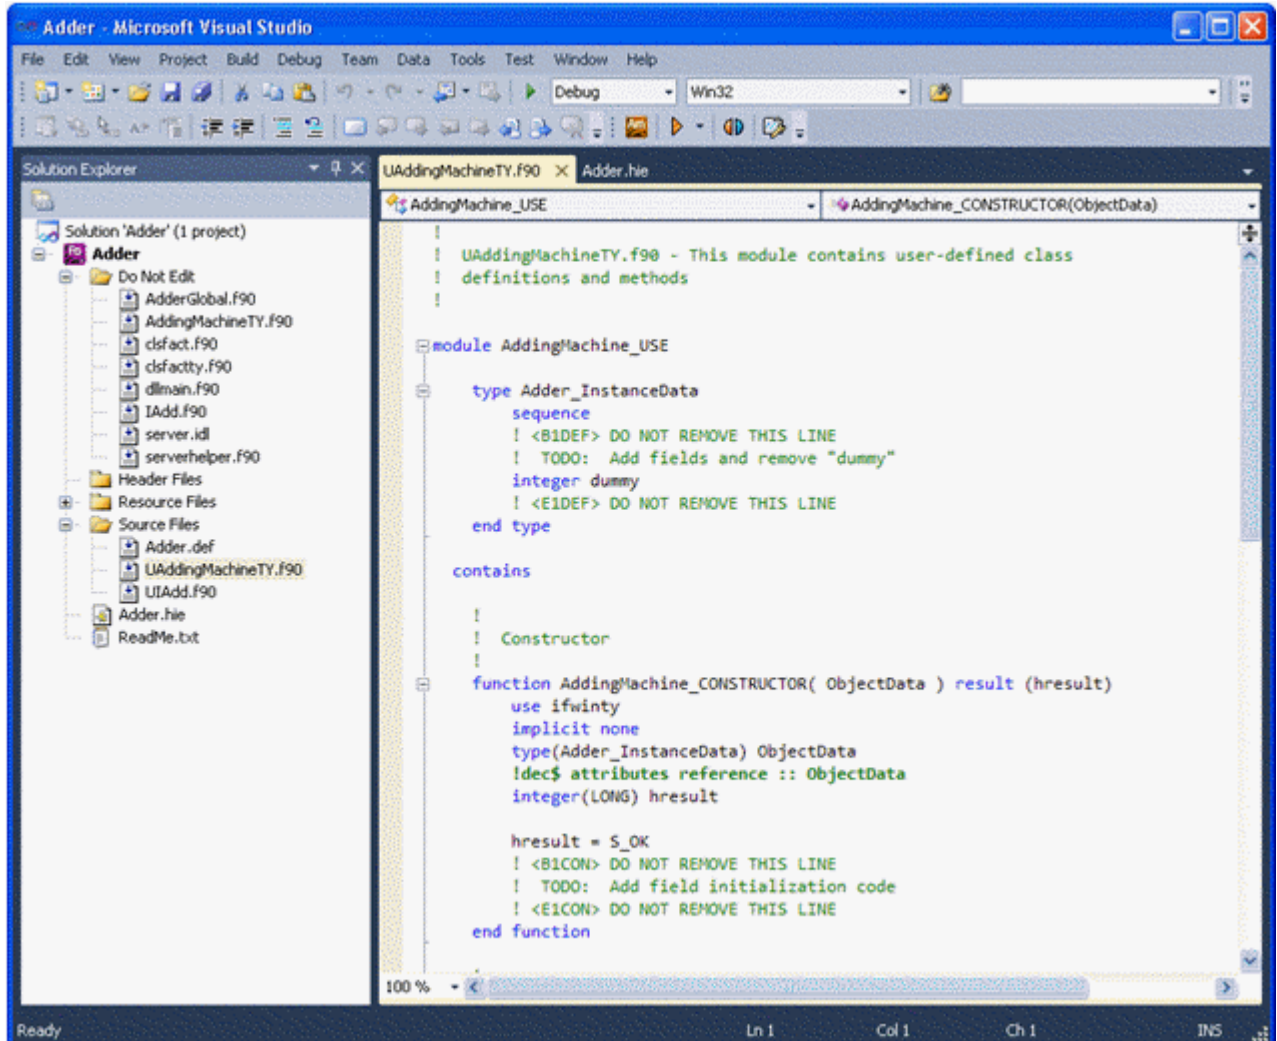 Adder - Microsoft Visual Studio
File Edit View Project Build Debug Team Data Tools Test Window Help
Debug Win32
Solution Explorer
UAddingMachineTY.f90 Adder.hie
AddingMachine_USE AddingMachine_CONSTRUCTOR(ObjectData)
Solution 'Adder' (1 project)
Adder
Do Not Edit
AdderGlobal.f90
AddingMachineTY.f90
clsfact.f90
clsfactty.f90
dllmain.f90
IAdd.f90
server.idl
serverhelper.f90
Header Files
Resource Files
Source Files
Adder.def
UAddingMachineTY.f90
UIAdd.f90
Adder.hie
ReadMe.txt
!
! UAddingMachineTY.f90 - This module contains user-defined class
! definitions and methods
!
module AddingMachine_USE
type Adder_InstanceData
sequence
! <B1DEF> DO NOT REMOVE THIS LINE
! TODO: Add fields and remove "dummy"
integer dummy
! <E1DEF> DO NOT REMOVE THIS LINE
end type
contains
!
! Constructor
!
function AddingMachine_CONSTRUCTOR( ObjectData ) result (hresult)
use ifwinty
implicit none
type(Adder_InstanceData) ObjectData
!dec$ attributes reference :: ObjectData
integer(LONG) hresult
hresult = S_OK
! <B1CON> DO NOT REMOVE THIS LINE
! TODO: Add field initialization code
! <E1CON> DO NOT REMOVE THIS LINE
end function
100 %
Ready Ln 1 Col 1 Ch 1 INS